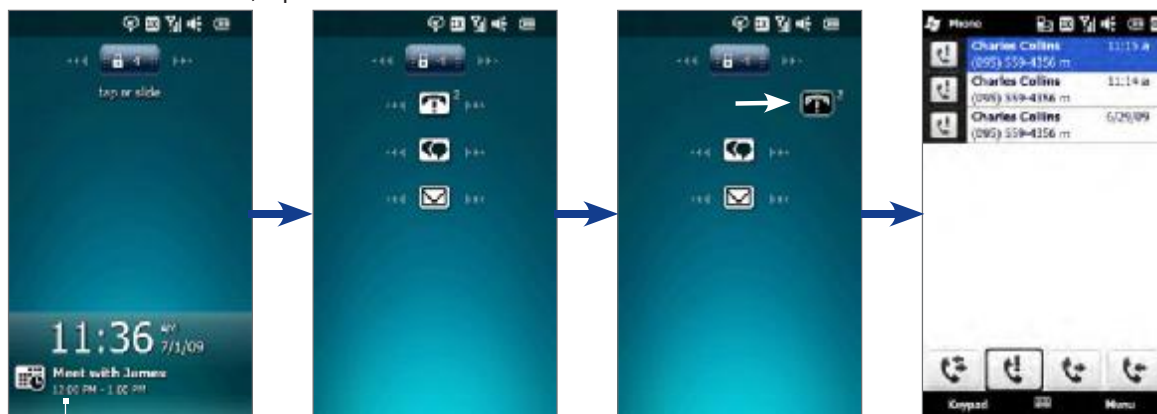 tap or slide
11:36 AM
7/1/09
Meet with James
12:00 PM - 1:00 PM
2
2
Phone
Charles Collins 11:15 a
(095) 559-4356 m
Charles Collins 11:14 a
(095) 559-4356 m
Charles Collins 6/29/09
(095) 559-4356 m
Keypad Menu